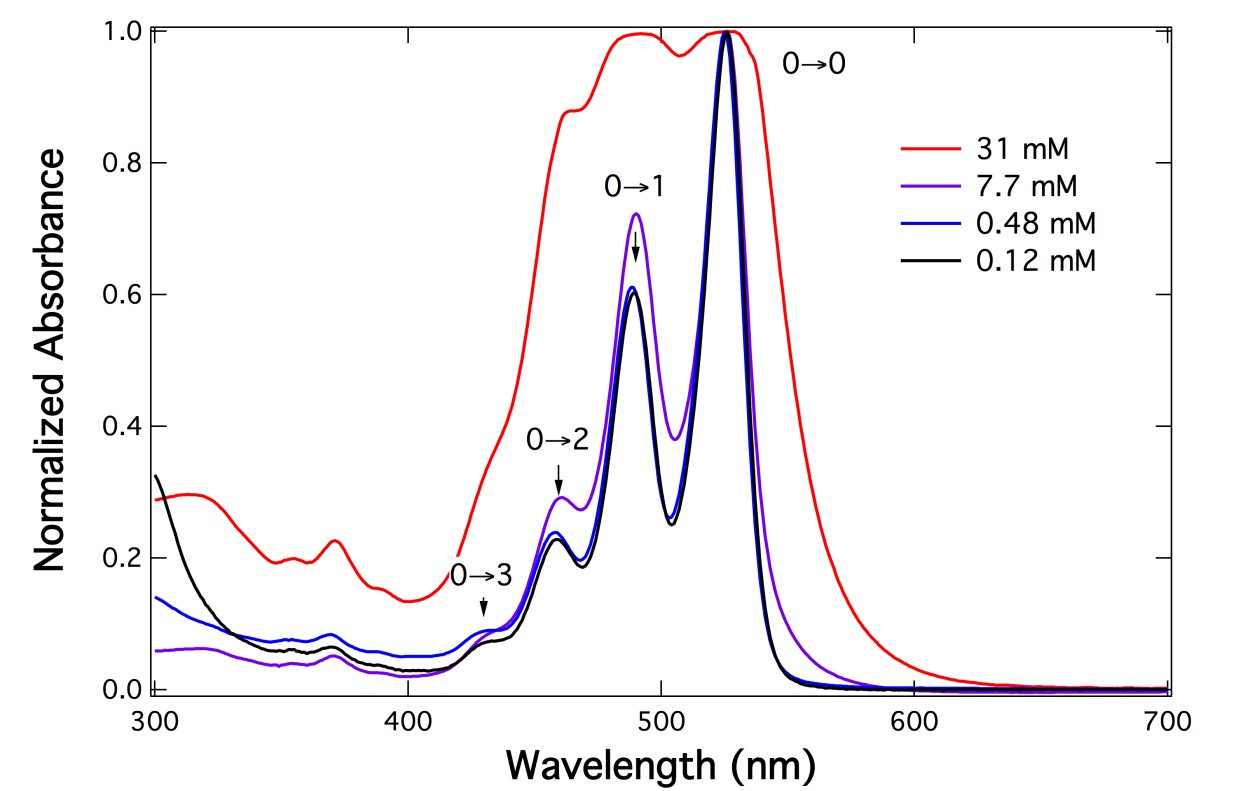 1.0
0→0
31 mM
0.8
7.7 mM
0→1
0.48 mM
0.12 mM
0.6
Normalized Absorbance
0→2
0.4
0.2
0→3
0.0
300 400 500 600 700
Wavelength (nm)